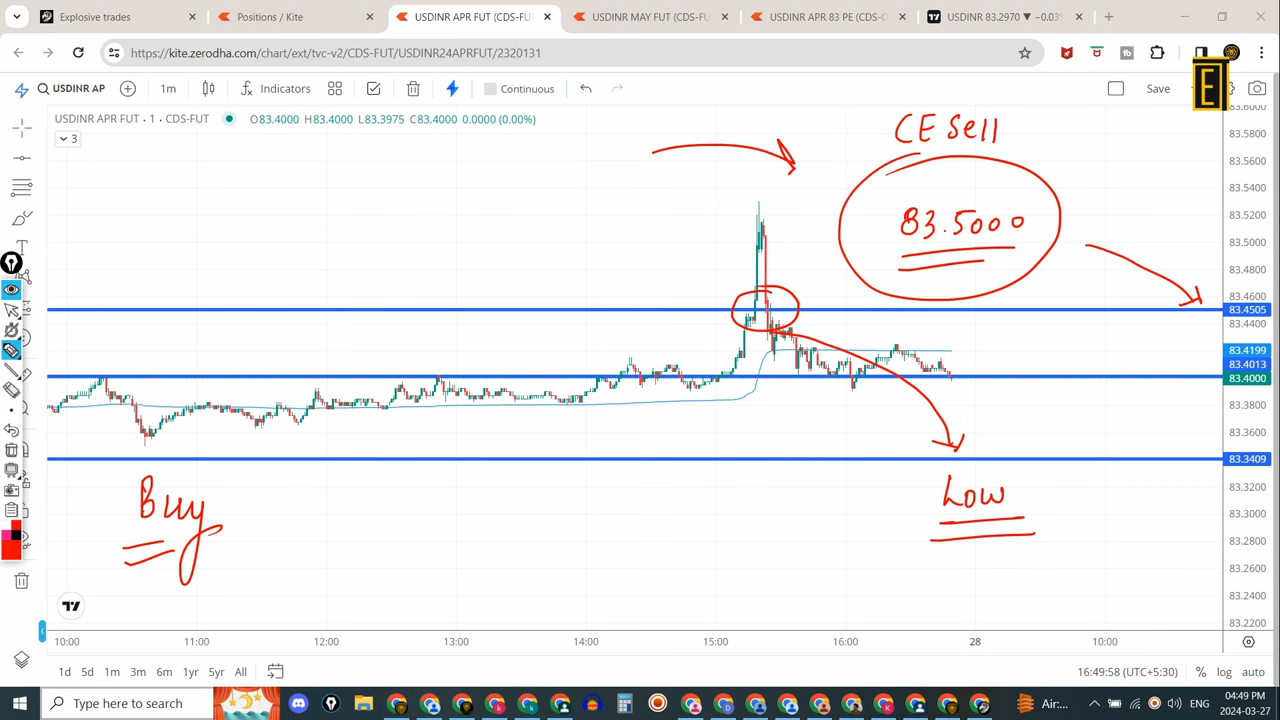 Explosive trades
Positions / Kite
USDINR APR FUT (CDS-F
USDINR MAY FUT (CDS-FU
USDINR APR 83 PE (CDS-O
USDINR 83.2970 ▼ −0.03%
https://kite.zerodha.com/chart/ext/tvc-v2/CDS-FUT/USDINR24APRFUT/2320131
USDINR AP
1m
Indicators
Continuous
Save
E
USDINR APR FUT · 1 · CDS-FUT
O83.4000 H83.4000 L83.3975 C83.4000 0.0000 (0.00%)
3
CE Sell
83.5000
Buy
Low
83.6000
83.5800
83.5600
83.5400
83.5200
83.5000
83.4800
83.4600
83.4505
83.4400
83.4199
83.4013
83.4000
83.3800
83.3600
83.3409
83.3200
83.3000
83.2800
83.2600
83.2400
83.2200
10:00 11:00 12:00 13:00 14:00 15:00 16:00 28 10:00
1d 5d 1m 3m 6m 1yr 5yr All
16:49:58 (UTC+5:30) % log auto
Type here to search
Air:...
ENG
04:49 PM
2024-03-27